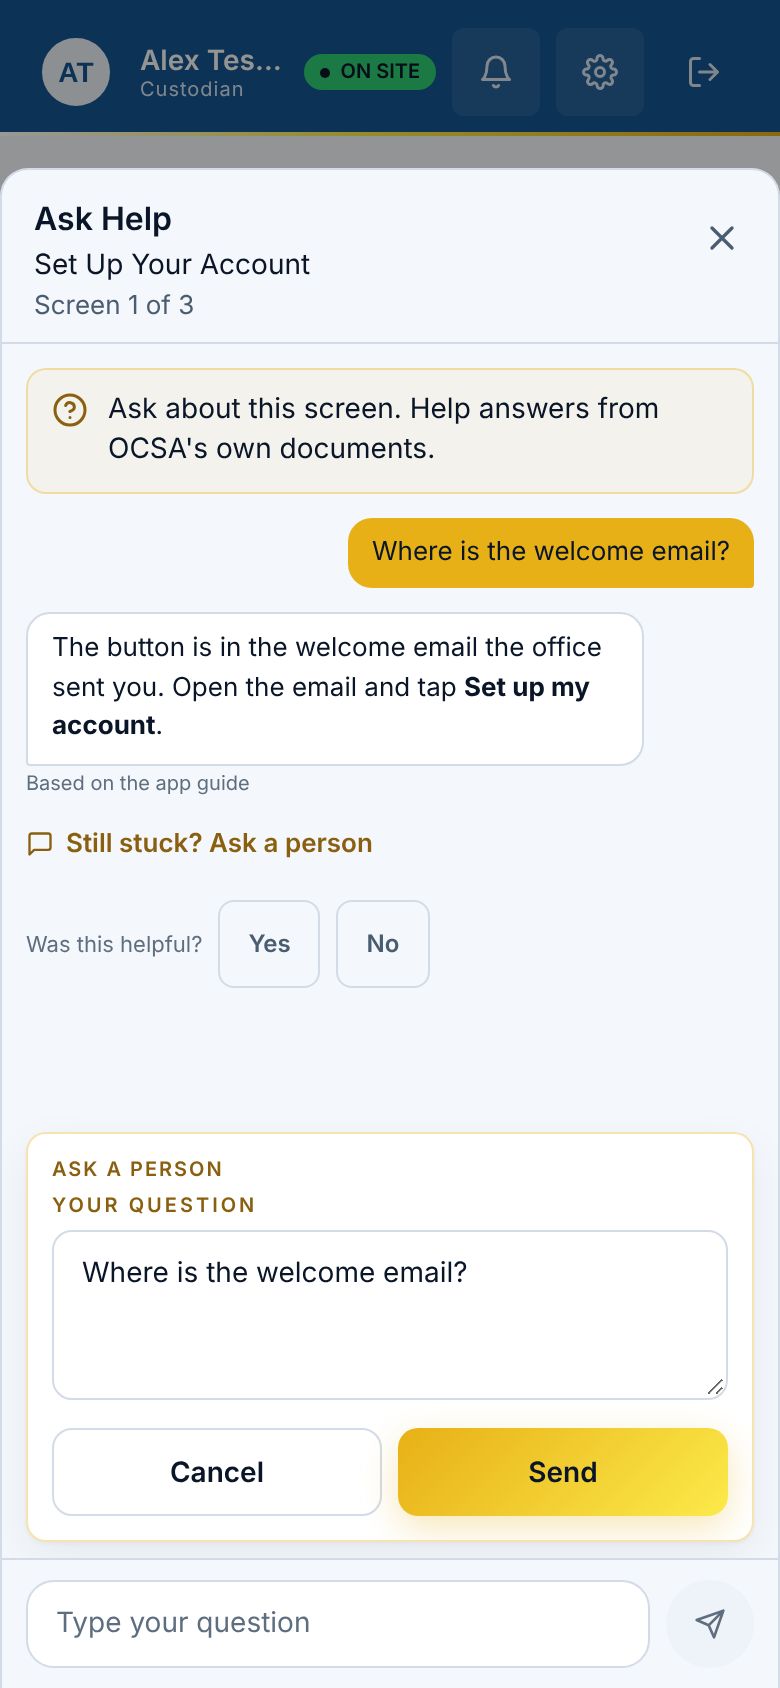 AT
Alex Tes...
Custodian
ON SITE
Ask Help
Set Up Your Account
Screen 1 of 3
Ask about this screen. Help answers from
OCSA's own documents.
Where is the welcome email?
The button is in the welcome email the office
sent you. Open the email and tap Set up my
account.
Based on the app guide
Still stuck? Ask a person
Was this helpful?
Yes
No
ASK A PERSON
YOUR QUESTION
Where is the welcome email?
Cancel
Send
Type your question